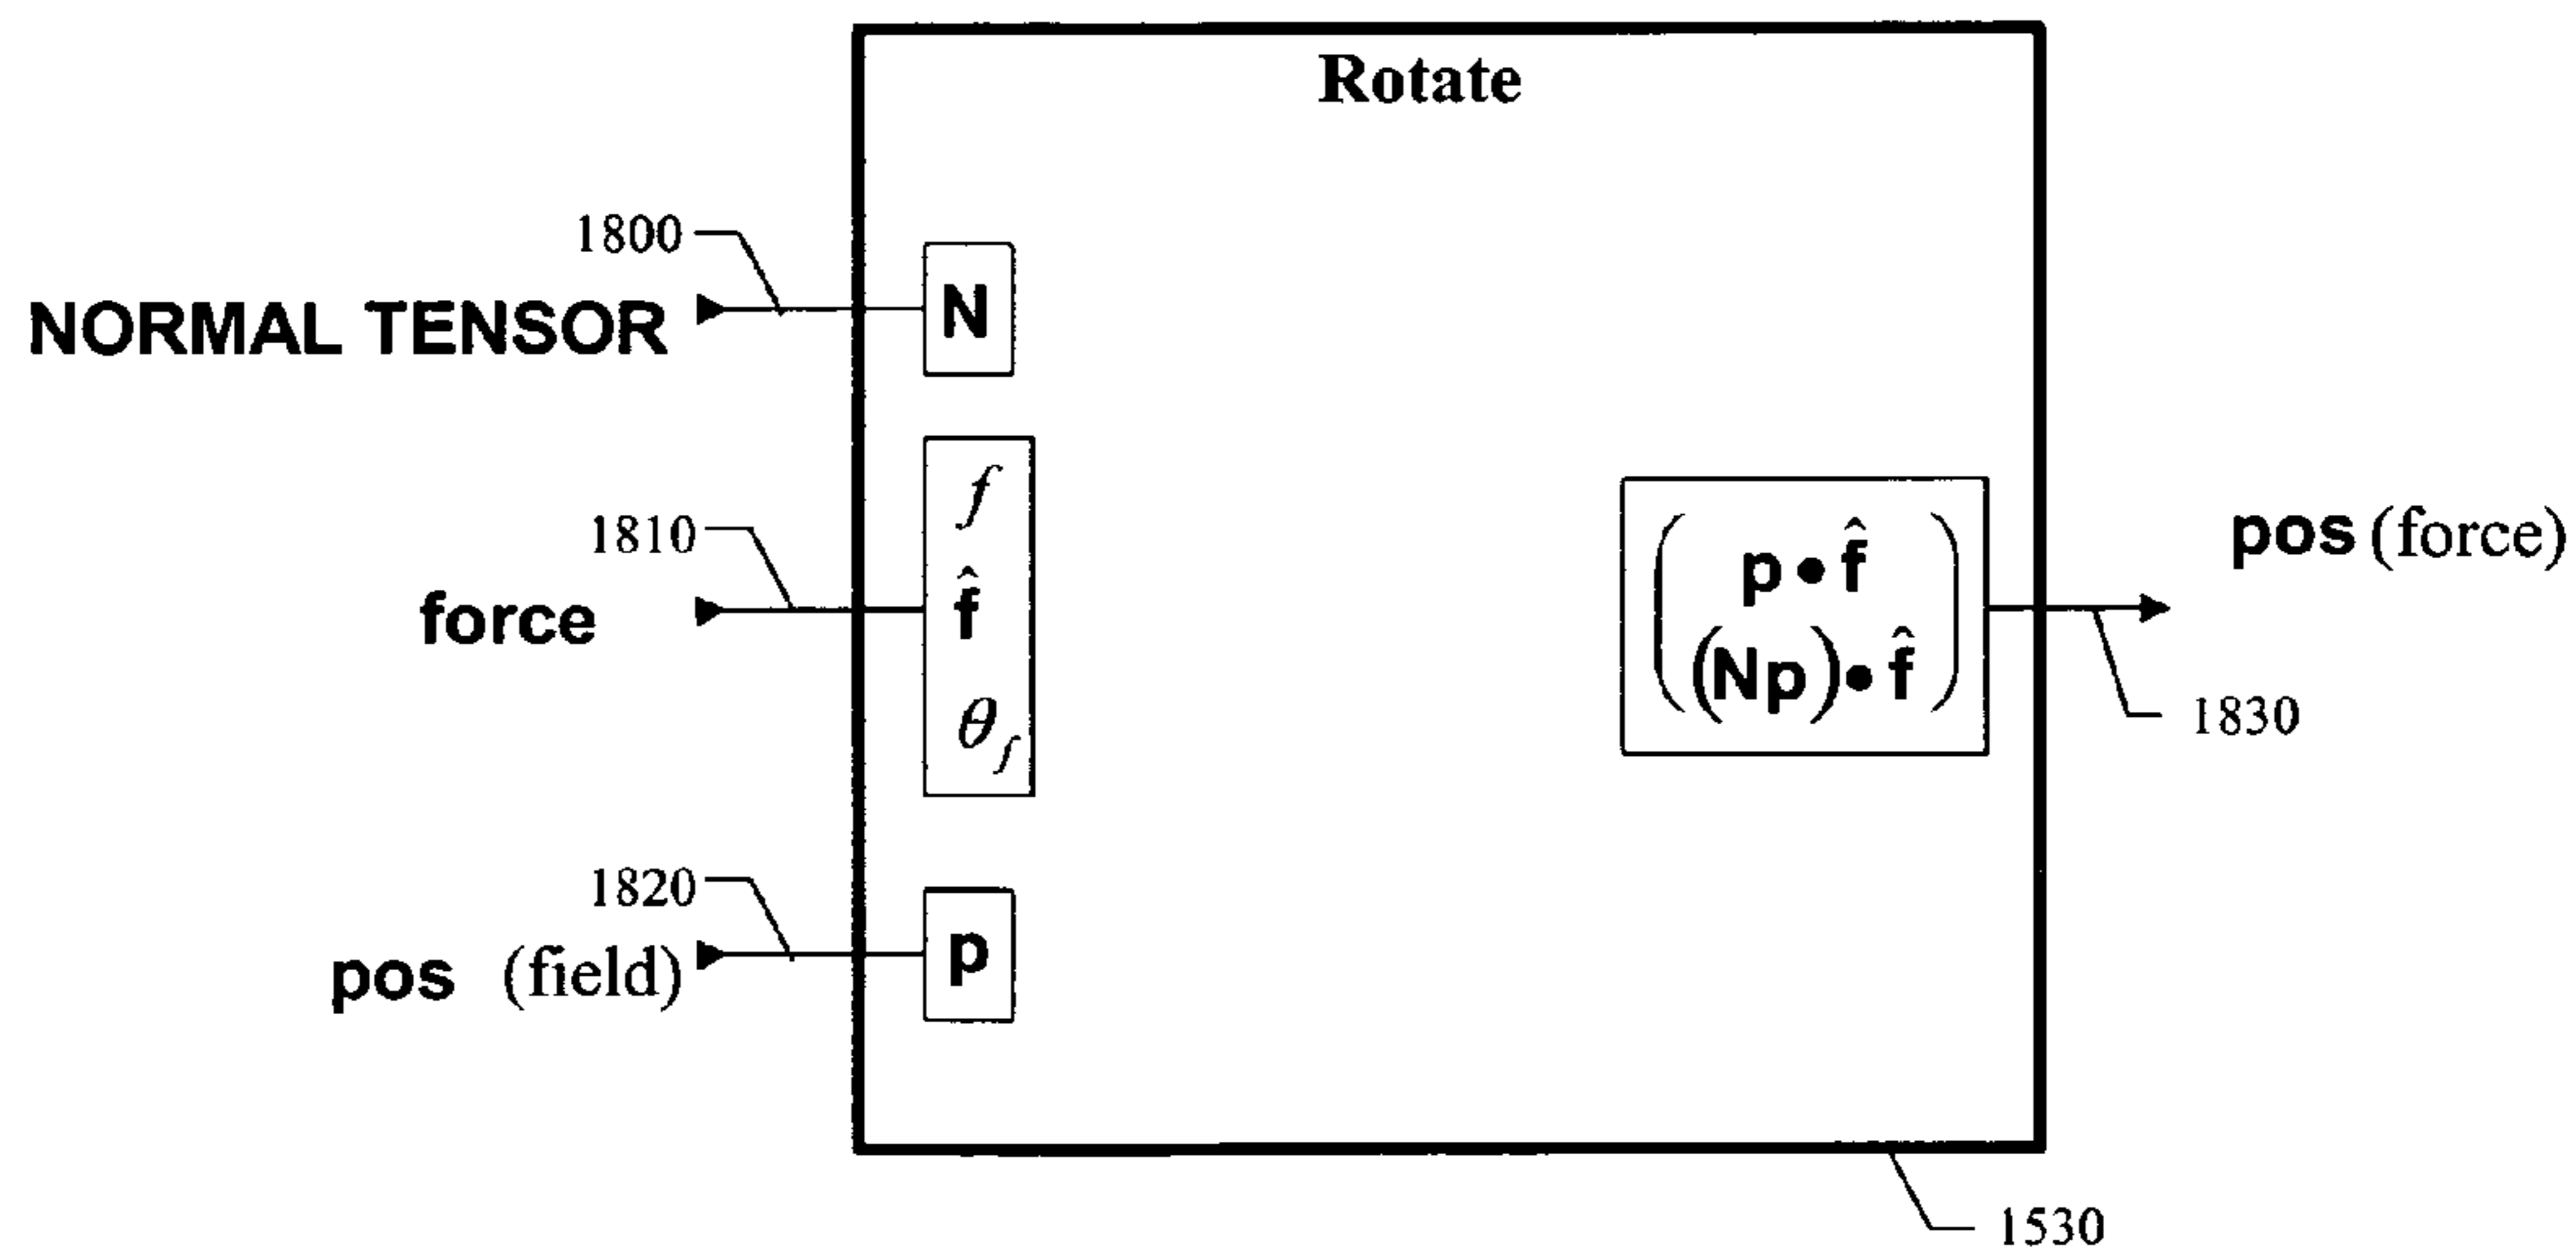 Rotate
1800
NORMAL TENSOR
N
1810
force
f
f̂
θ_f
1820
pos (field)
p
p • f̂
(Np) • f̂
pos (force)
1830
1530